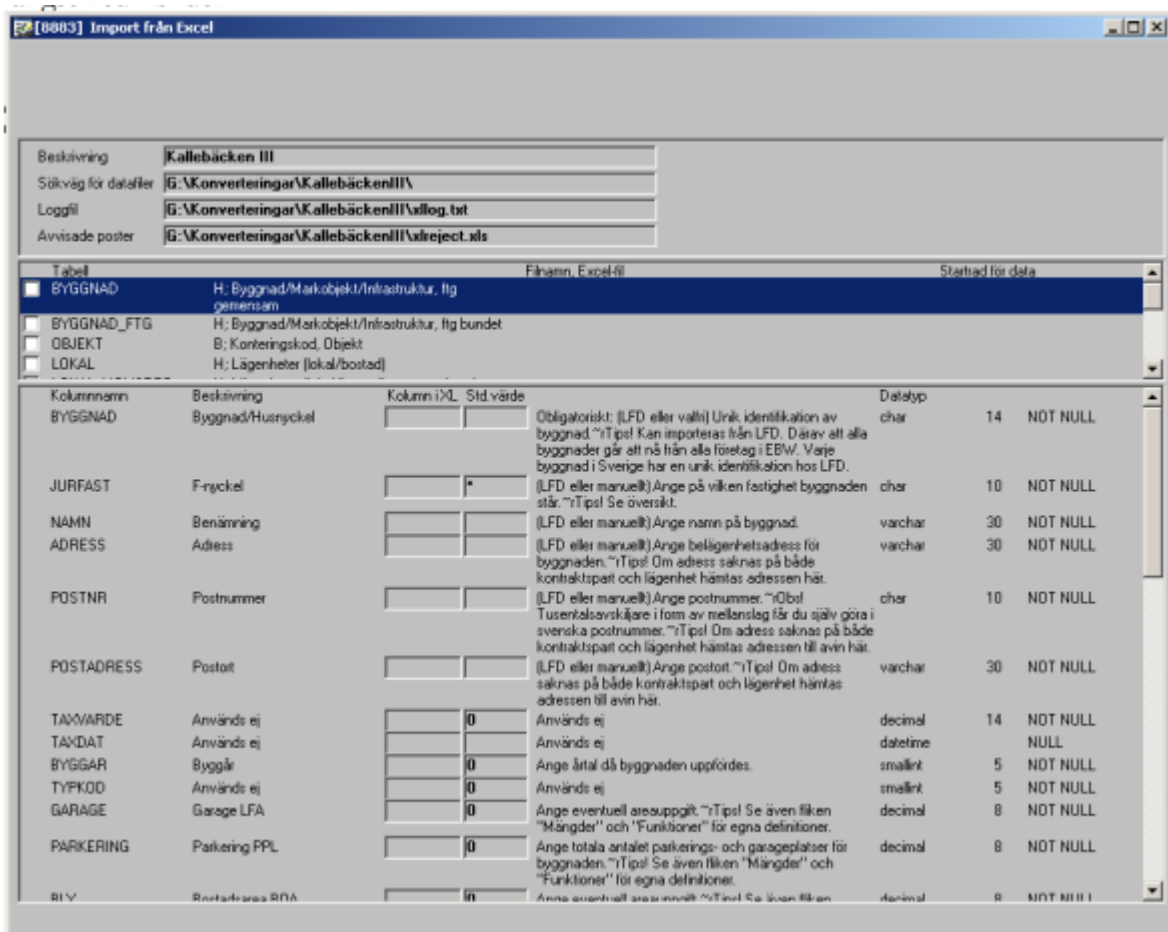 [8883] Import från Excel
Beskrivning Kallebäcken III
Sökväg för datafiler G:\Konverteringar\KallebäckenIII\
Loggfil G:\Konverteringar\KallebäckenIII\xllog.txt
Avvisade poster G:\Konverteringar\KallebäckenIII\xlreject.xls
Tabell Filnamn, Excel-fil Startrad för data
BYGGNAD H; Byggnad/Markobjekt/Infrastruktur, ftg
gemensam
BYGGNAD_FTG H; Byggnad/Markobjekt/Infrastruktur, ftg bundet
OBJEKT B; Konteringskod, Objekt
LOKAL H; Lägenheter (lokal/bostad)
Kolumnnamn Beskrivning Kolumn i XL Std.värde Datatyp
BYGGNAD Byggnad/Husnyckel Obligatoriskt: (LFD eller valfri) Unik identifikation av char 14 NOT NULL
byggnad.~rTips! Kan importeras från LFD. Därav att alla
byggnader går att nå från alla företag i EBW. Varje
byggnad i Sverige har en unik identifikation hos LFD.
JURFAST F-nyckel * (LFD eller manuellt).Ange på vilken fastighet byggnaden char 10 NOT NULL
står.~rTips! Se översikt.
NAMN Benämning (LFD eller manuellt).Ange namn på byggnad. varchar 30 NOT NULL
ADRESS Adress (LFD eller manuellt).Ange belägenhetsadress för varchar 30 NOT NULL
byggnaden.~rTips! Om adress saknas på både
kontraktspart och lägenhet hämtas adressen här.
POSTNR Postnummer (LFD eller manuellt).Ange postnummer.~rObs! char 10 NOT NULL
Tusentalsavskiljare i form av mellanslag får du själv göra i
svenska postnummer.~rTips! Om adress saknas på både
kontraktspart och lägenhet hämtas adressen till avin här.
POSTADRESS Postort (LFD eller manuellt).Ange postort.~rTips! Om adress varchar 30 NOT NULL
saknas på både kontraktspart och lägenhet hämtas
adressen till avin här.
TAXVARDE Används ej 0 Används ej decimal 14 NOT NULL
TAXDAT Används ej Används ej datetime NULL
BYGGAR Byggår 0 Ange årtal då byggnaden uppfördes. smallint 5 NOT NULL
TYPKOD Används ej 0 Används ej smallint 5 NOT NULL
GARAGE Garage LFA 0 Ange eventuell areauppgift.~rTips! Se även fliken decimal 8 NOT NULL
"Mängder" och "Funktioner" för egna definitioner.
PARKERING Parkering PPL 0 Ange totala antalet parkerings- och garageplatser för decimal 8 NOT NULL
byggnaden.~rTips! Se även fliken "Mängder" och
"Funktioner" för egna definitioner.
Bostadsarea BOA 0 Ange eventuell areauppgift.~rTips! Se även fliken decimal 8 NOT NULL